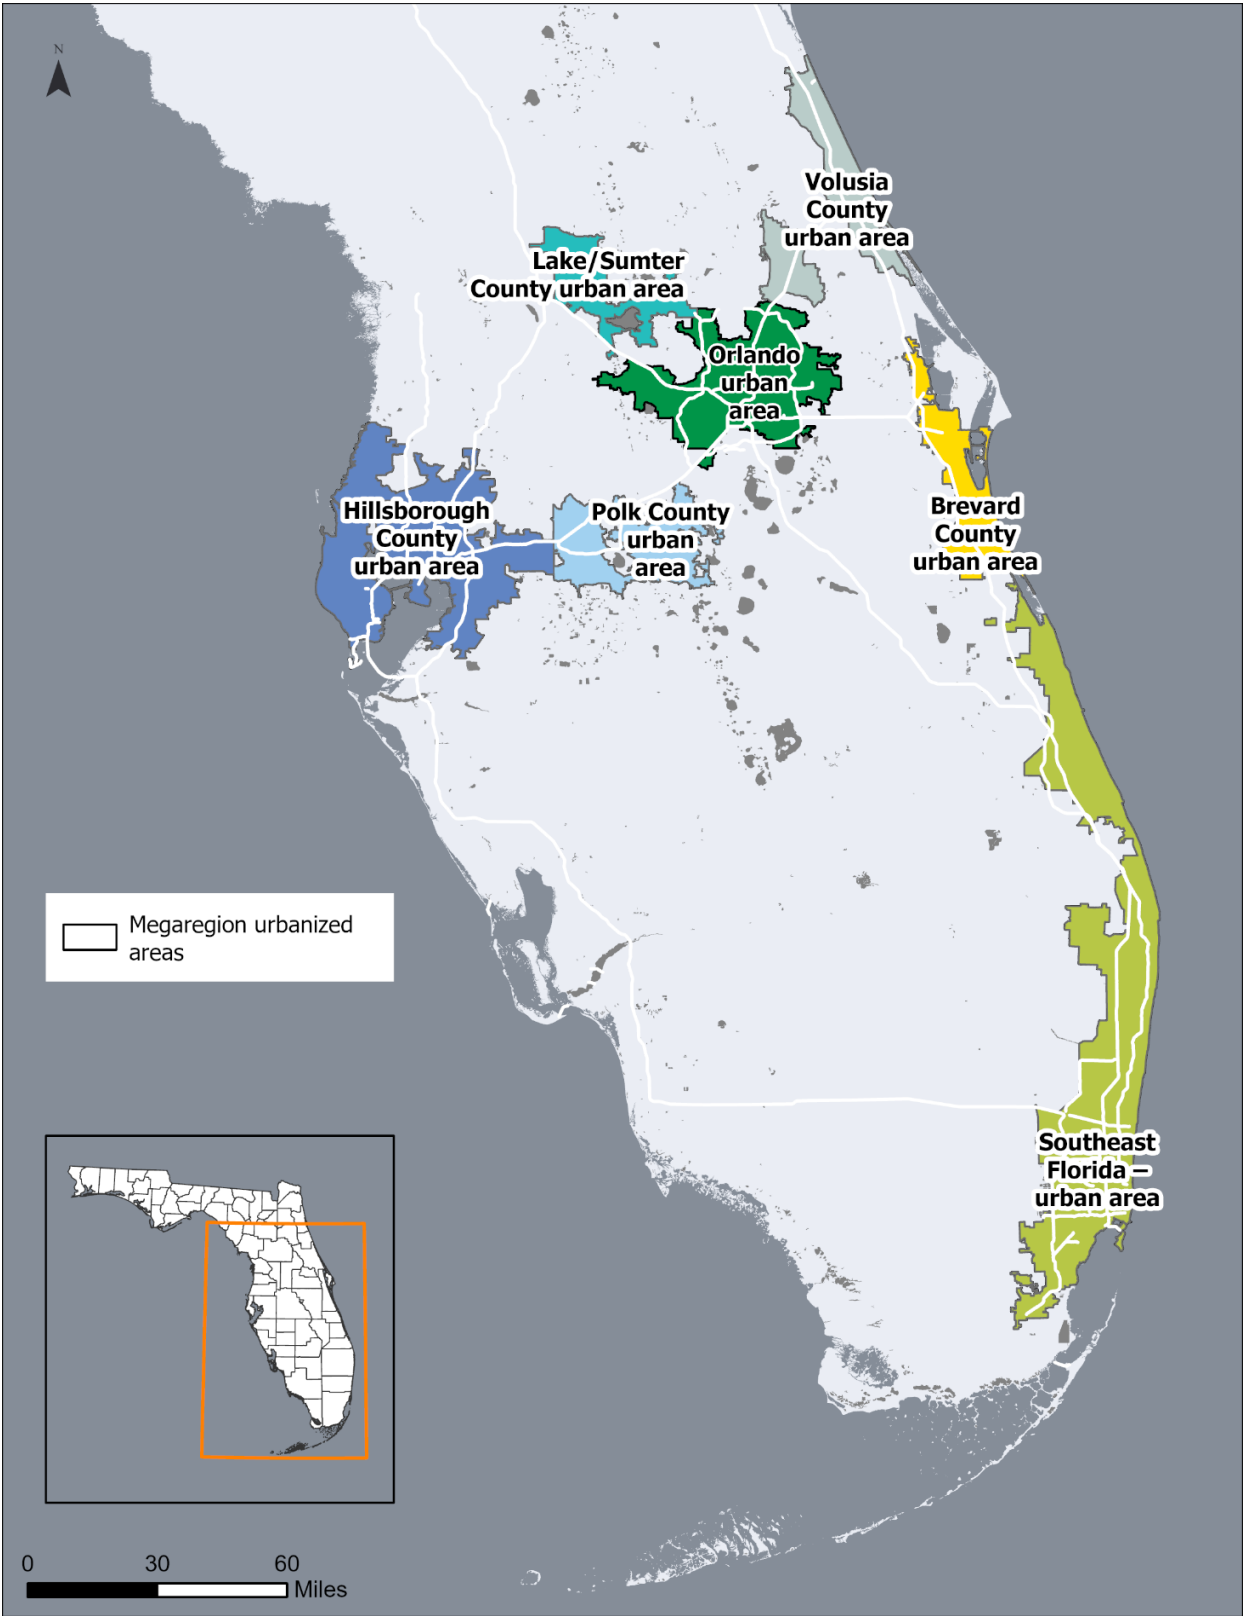 N
Volusia
County
urban area
Lake/Sumter
County urban area
Orlando
urban
area
Hillsborough
County
urban area
Polk County
urban
area
Brevard
County
urban area
Megaregion urbanized
areas
Southeast
Florida –
urban area
0 30 60
Miles